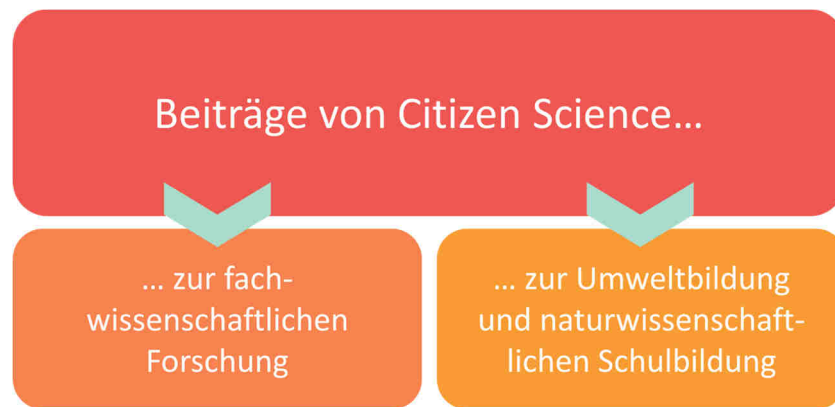 Beiträge von Citizen Science…
… zur fach-
wissenschaftlichen
Forschung
… zur Umweltbildung
und naturwissenschaft-
lichen Schulbildung